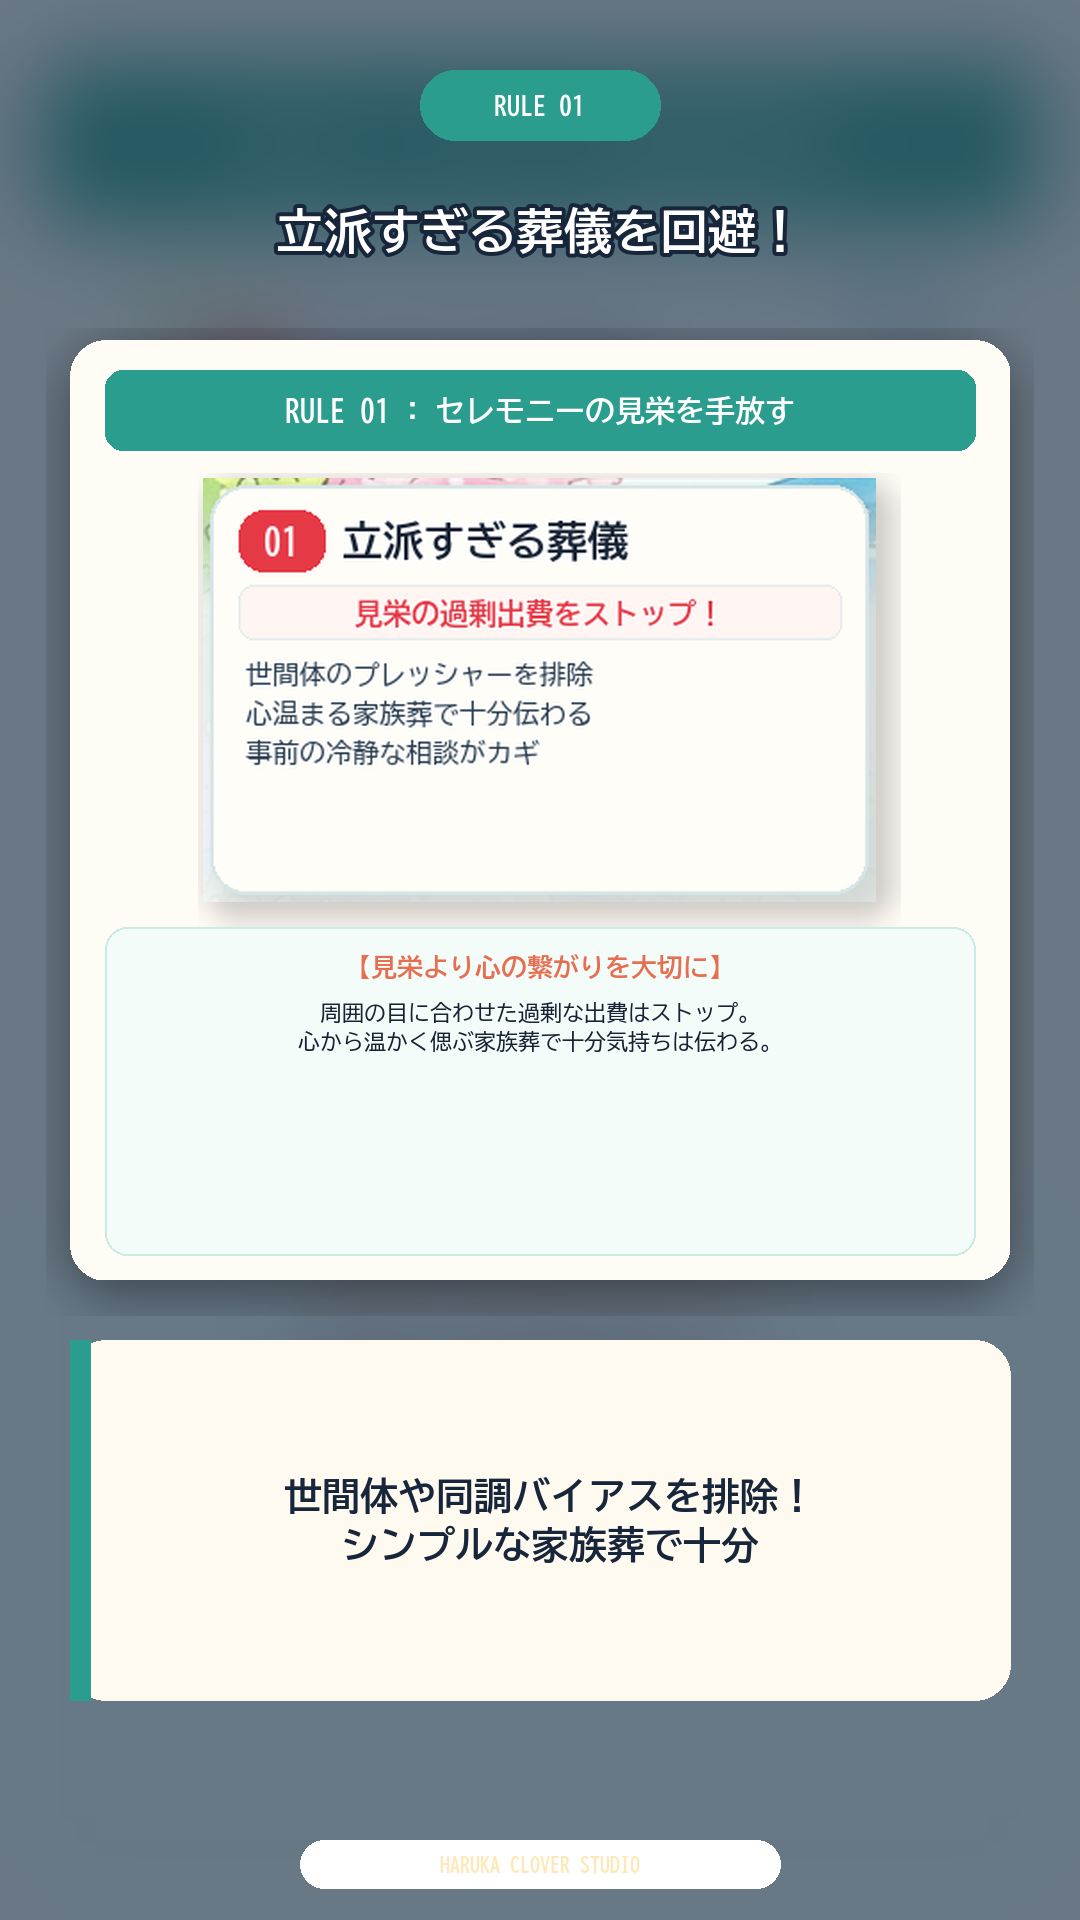 RULE 01
立派すぎる葬儀を回避！
RULE 01 : セレモニーの見栄を手放す
01 立派すぎる葬儀
見栄の過剰出費をストップ！
世間体のプレッシャーを排除
心温まる家族葬で十分伝わる
事前の冷静な相談がカギ
【見栄より心の繋がりを大切に】
周囲の目に合わせた過剰な出費はストップ。
心から温かく偲ぶ家族葬で十分気持ちは伝わる。
世間体や同調バイアスを排除！
シンプルな家族葬で十分
HARUKA CLOVER STUDIO